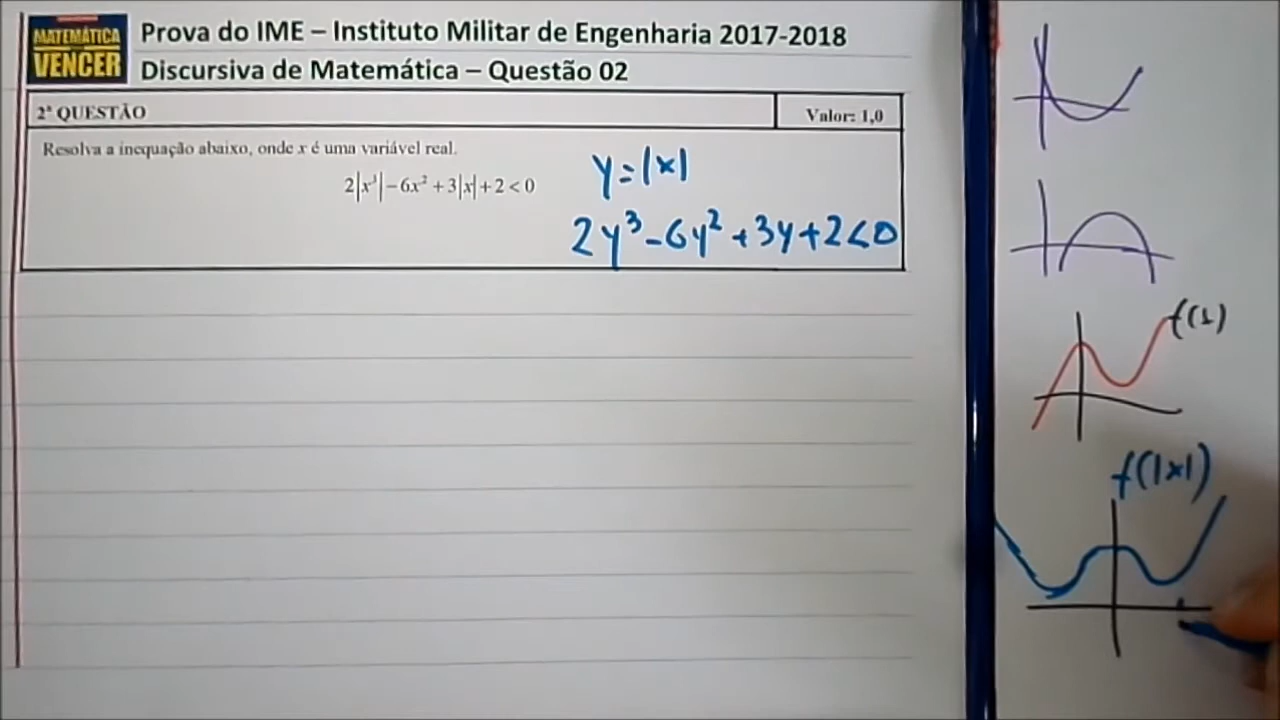 MATEMÁTICA
PRA
VENCER
Prova do IME – Instituto Militar de Engenharia 2017-2018
Discursiva de Matemática – Questão 02
2ª QUESTÃO
Valor: 1,0
Resolva a inequação abaixo, onde x é uma variável real.
2|x³| – 6x² + 3|x| + 2 < 0
y=|x|
2y³-6y²+3y+2<0
f(x)
f(|x|)